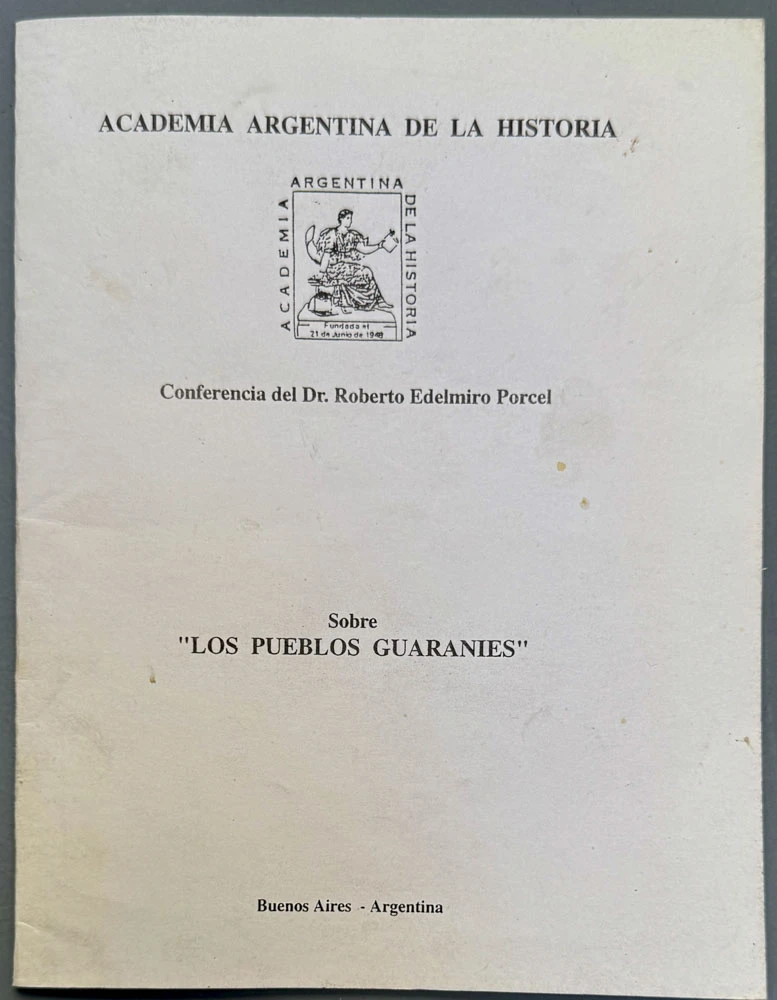 ACADEMIA ARGENTINA DE LA HISTORIA
ACADEMIA
ARGENTINA
DE LA HISTORIA
Fundada el
21 de Junio de 1948
Conferencia del Dr. Roberto Edelmiro Porcel
Sobre
"LOS PUEBLOS GUARANIES"
Buenos Aires - Argentina